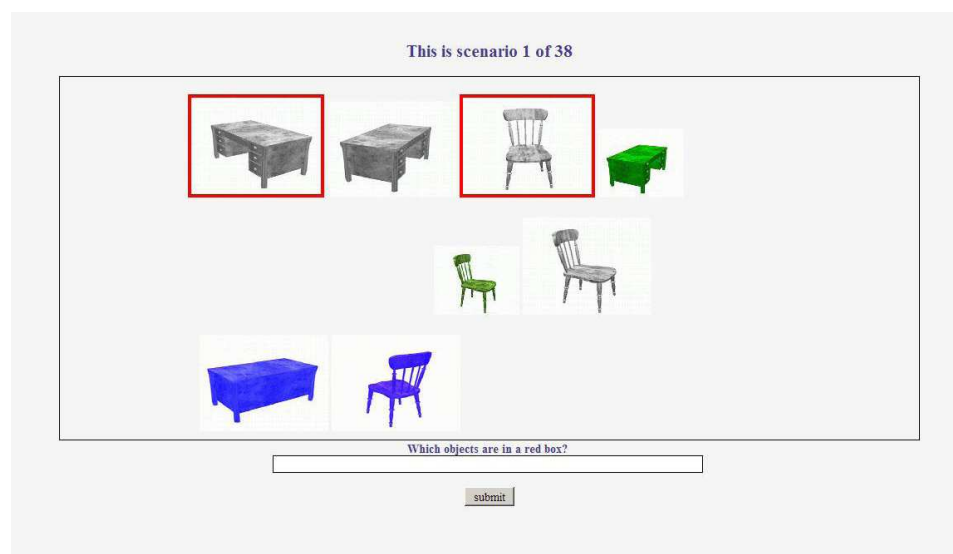 This is scenario 1 of 38
Which objects are in a red box?
submit